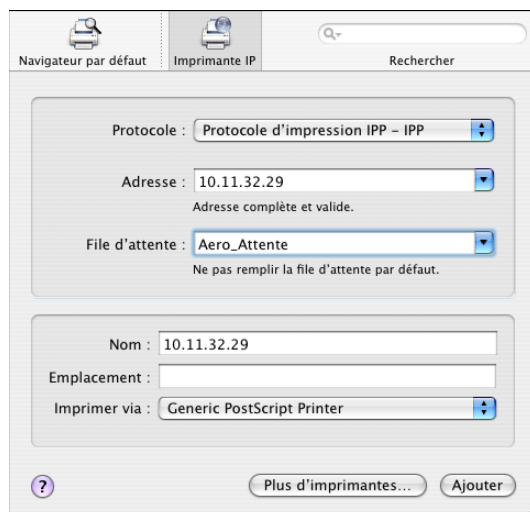 Navigateur par défaut
Imprimante IP
Rechercher
Protocole : Protocole d'impression IPP – IPP
Adresse : 10.11.32.29
Adresse complète et valide.
File d'attente : Aero_Attente
Ne pas remplir la file d'attente par défaut.
Nom : 10.11.32.29
Emplacement :
Imprimer via : Generic PostScript Printer
? Plus d'imprimantes... Ajouter